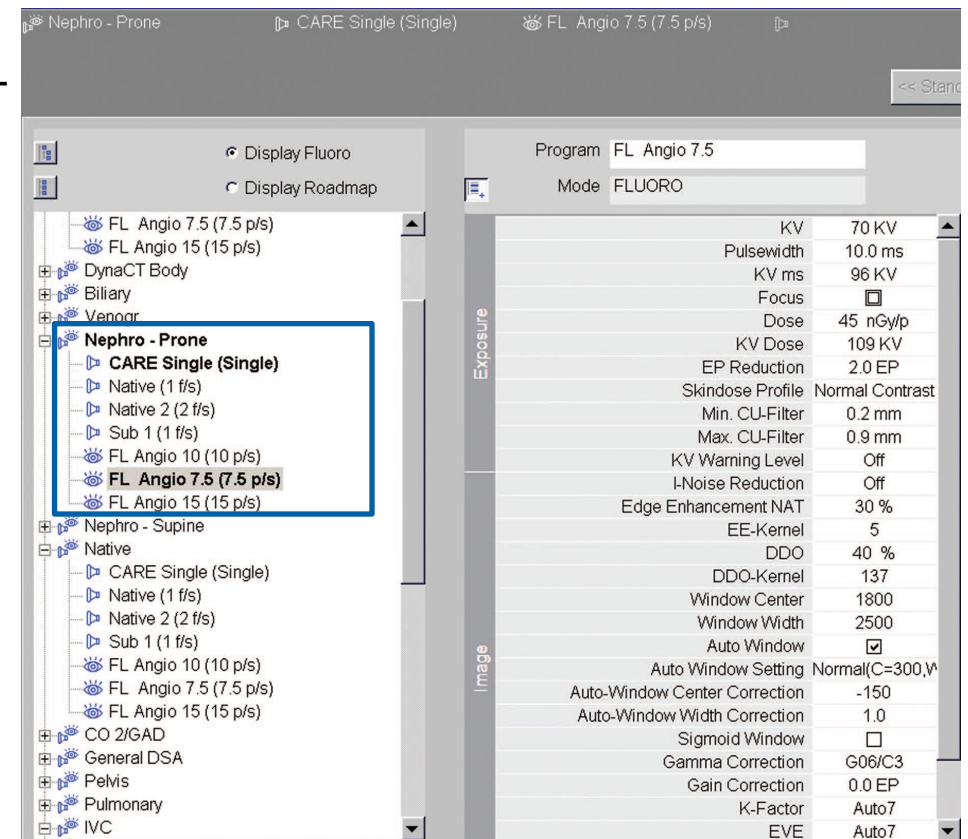 Nephro - Prone CARE Single (Single) FL Angio 7.5 (7.5 p/s)
<< Stand
Display Fluoro
Display Roadmap
FL Angio 7.5 (7.5 p/s)
FL Angio 15 (15 p/s)
DynaCT Body
Biliary
Venogr
Nephro - Prone
CARE Single (Single)
Native (1 f/s)
Native 2 (2 f/s)
Sub 1 (1 f/s)
FL Angio 10 (10 p/s)
FL Angio 7.5 (7.5 p/s)
FL Angio 15 (15 p/s)
Nephro - Supine
Native
CARE Single (Single)
Native (1 f/s)
Native 2 (2 f/s)
Sub 1 (1 f/s)
FL Angio 10 (10 p/s)
FL Angio 7.5 (7.5 p/s)
FL Angio 15 (15 p/s)
CO 2/GAD
General DSA
Pelvis
Pulmonary
IVC
Program FL Angio 7.5
Mode FLUORO
Exposure
KV 70 KV
Pulsewidth 10.0 ms
KV ms 96 KV
Focus
Dose 45 nGy/p
KV Dose 109 KV
EP Reduction 2.0 EP
Skindose Profile Normal Contrast
Min. CU-Filter 0.2 mm
Max. CU-Filter 0.9 mm
KV Warning Level Off
Image
I-Noise Reduction Off
Edge Enhancement NAT 30 %
EE-Kernel 5
DDO 40 %
DDO-Kernel 137
Window Center 1800
Window Width 2500
Auto Window
Auto Window Setting Normal(C=300,W
Auto-Window Center Correction -150
Auto-Window Width Correction 1.0
Sigmoid Window
Gamma Correction G06/C3
Gain Correction 0.0 EP
K-Factor Auto7
EVE Auto7